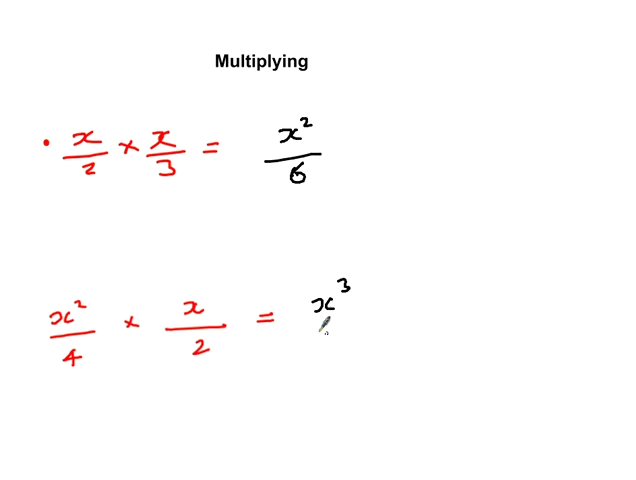 Multiplying
• x/2 × x/3 = x²/6
x²/4 × x/2 = x³